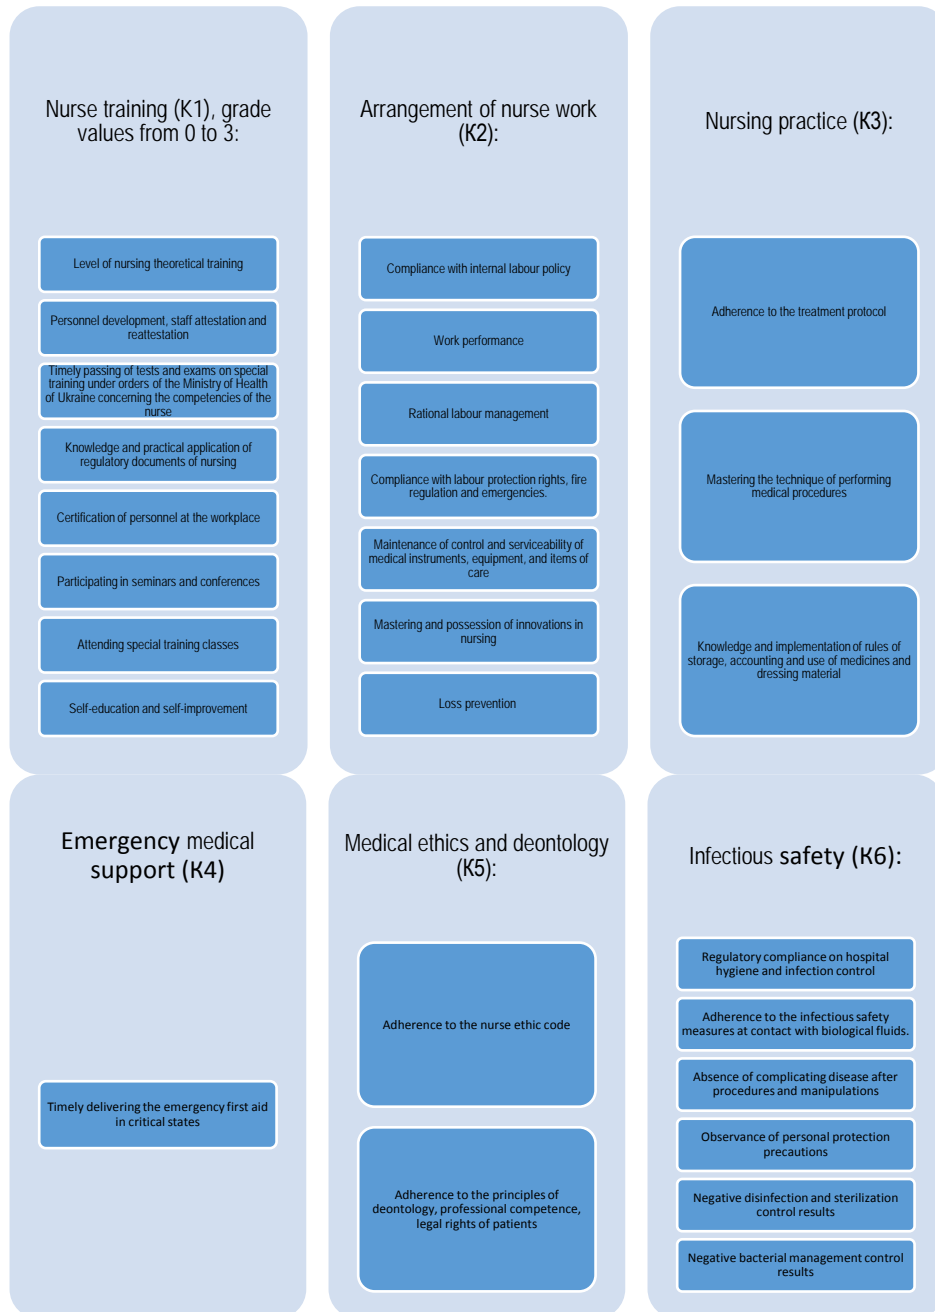 Nurse training (K1), grade
values from 0 to 3:
Level of nursing theoretical training
Personnel development, staff attestation and
reattestation
Timely passing of tests and exams on special
training under orders of the Ministry of Health
of Ukraine concerning the competencies of the
nurse
Knowledge and practical application of
regulatory documents of nursing
Certification of personnel at the workplace
Participating in seminars and conferences
Attending special training classes
Self-education and self-improvement
Arrangement of nurse work
(K2):
Compliance with internal labour policy
Work performance
Rational labour management
Compliance with labour protection rights, fire
regulation and emergencies.
Maintenance of control and serviceability of
medical instruments, equipment, and items of
care
Mastering and possession of innovations in
nursing
Loss prevention
Nursing practice (K3):
Adherence to the treatment protocol
Mastering the technique of performing
medical procedures
Knowledge and implementation of rules of
storage, accounting and use of medicines and
dressing material
Emergency medical
support (K4)
Timely delivering the emergency first aid
in critical states
Medical ethics and deontology
(K5):
Adherence to the nurse ethic code
Adherence to the principles of
deontology, professional competence,
legal rights of patients
Infectious safety (K6):
Regulatory compliance on hospital
hygiene and infection control
Adherence to the infectious safety
measures at contact with biological fluids.
Absence of complicating disease after
procedures and manipulations
Observance of personal protection
precautions
Negative disinfection and sterilization
control results
Negative bacterial management control
results